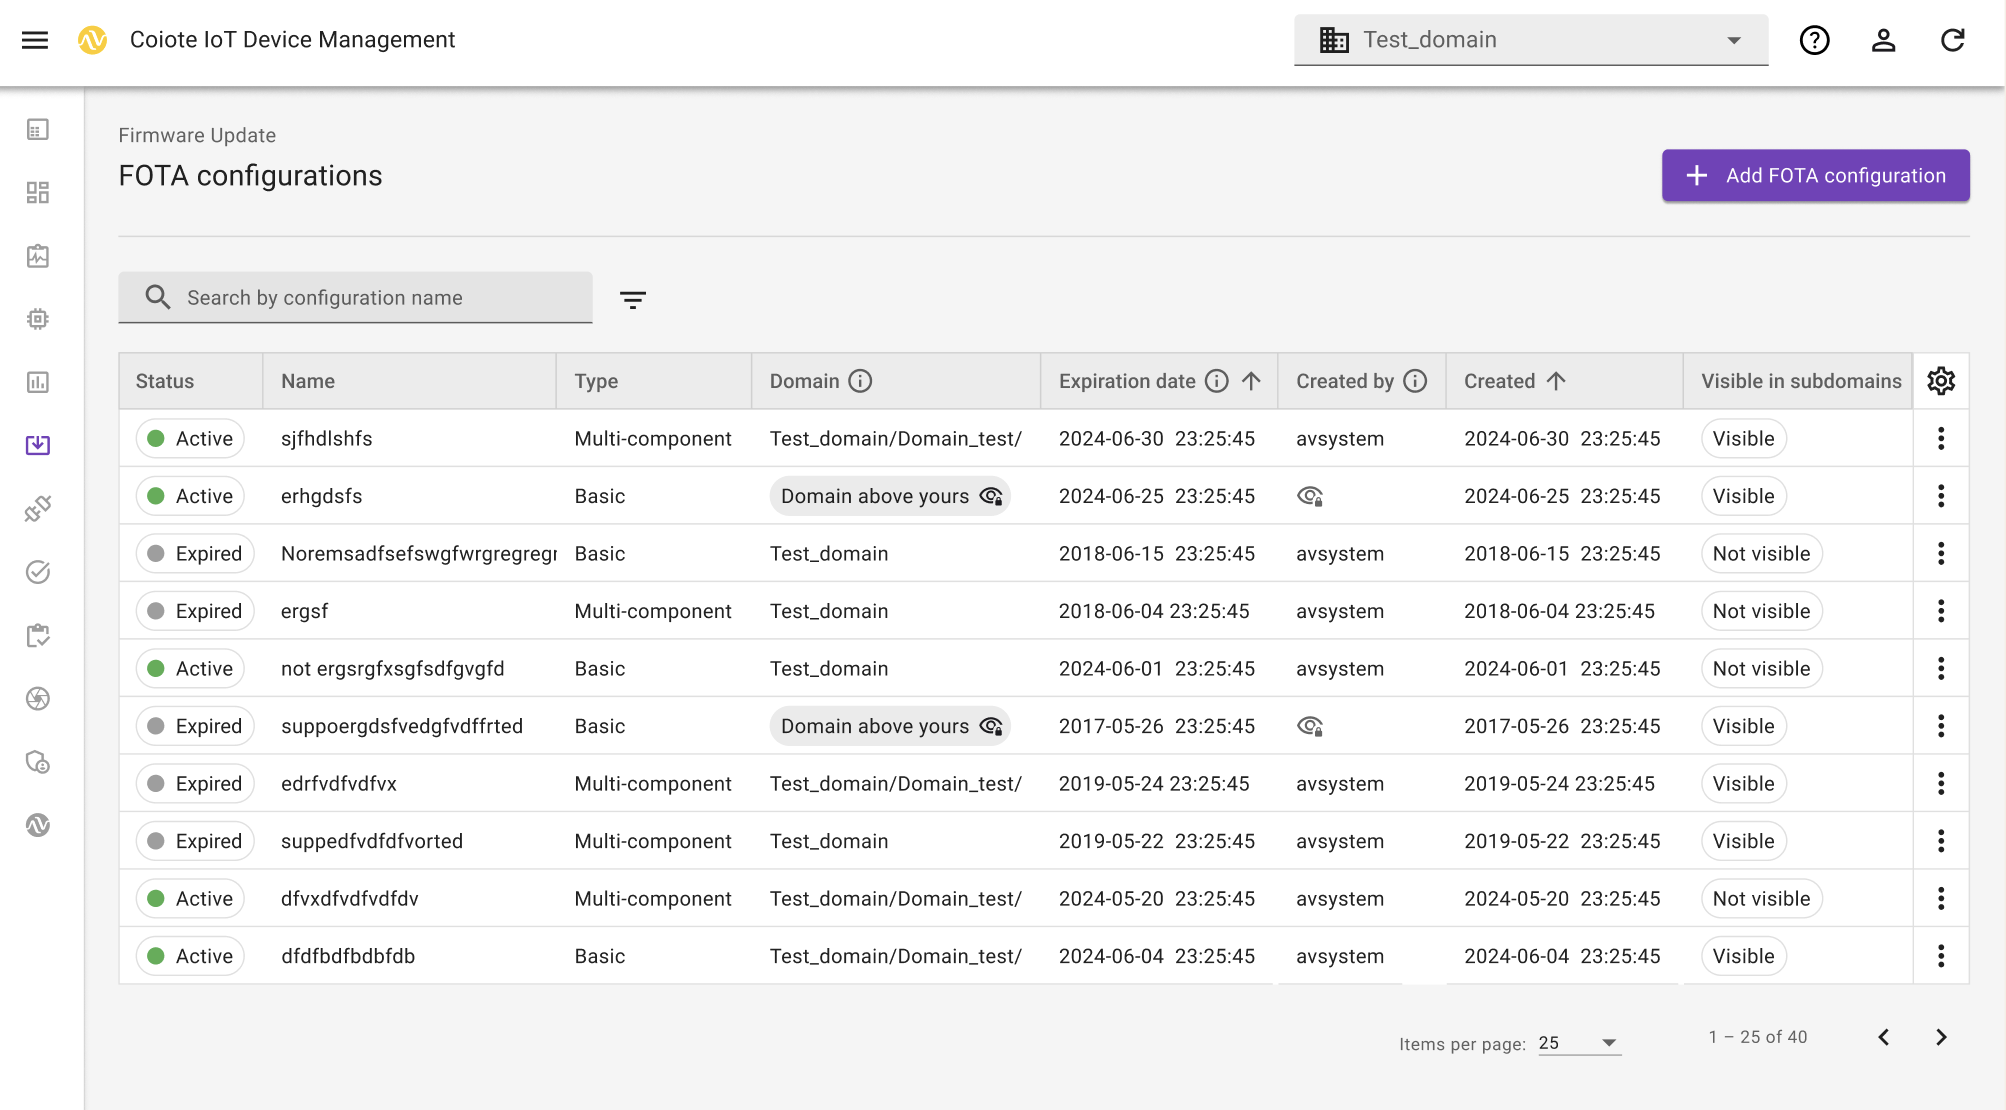 Coiote IoT Device Management
Test_domain
Firmware Update
FOTA configurations
Add FOTA configuration
Search by configuration name
Status Name Type Domain Expiration date Created by Created Visible in subdomains
Active sjfhdlshfs Multi-component Test_domain/Domain_test/ 2024-06-30 23:25:45 avsystem 2024-06-30 23:25:45 Visible
Active erhgdsfs Basic Domain above yours 2024-06-25 23:25:45 2024-06-25 23:25:45 Visible
Expired Noremsadfsefswgfwrgregregr Basic Test_domain 2018-06-15 23:25:45 avsystem 2018-06-15 23:25:45 Not visible
Expired ergsf Multi-component Test_domain 2018-06-04 23:25:45 avsystem 2018-06-04 23:25:45 Not visible
Active not ergsrgfxsgfsdfgvgfd Basic Test_domain 2024-06-01 23:25:45 avsystem 2024-06-01 23:25:45 Not visible
Expired suppoergdsfvedgfvdffrted Basic Domain above yours 2017-05-26 23:25:45 2017-05-26 23:25:45 Visible
Expired edrfvdfvdfvx Multi-component Test_domain/Domain_test/ 2019-05-24 23:25:45 avsystem 2019-05-24 23:25:45 Visible
Expired suppedfvdfdfvorted Multi-component Test_domain 2019-05-22 23:25:45 avsystem 2019-05-22 23:25:45 Visible
Active dfvxdfvdfvdfdv Multi-component Test_domain/Domain_test/ 2024-05-20 23:25:45 avsystem 2024-05-20 23:25:45 Not visible
Active dfdfbdfbdbfdb Basic Test_domain/Domain_test/ 2024-06-04 23:25:45 avsystem 2024-06-04 23:25:45 Visible
Items per page: 25 1 – 25 of 40